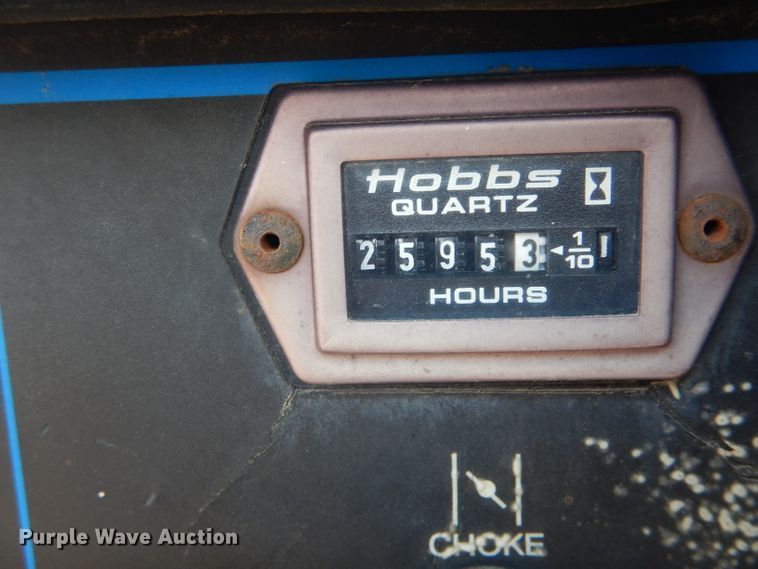 Hobbs
QUARTZ
2 5 9 5 3 ◄ 1/10
HOURS
CHOKE
Purple Wave Auction